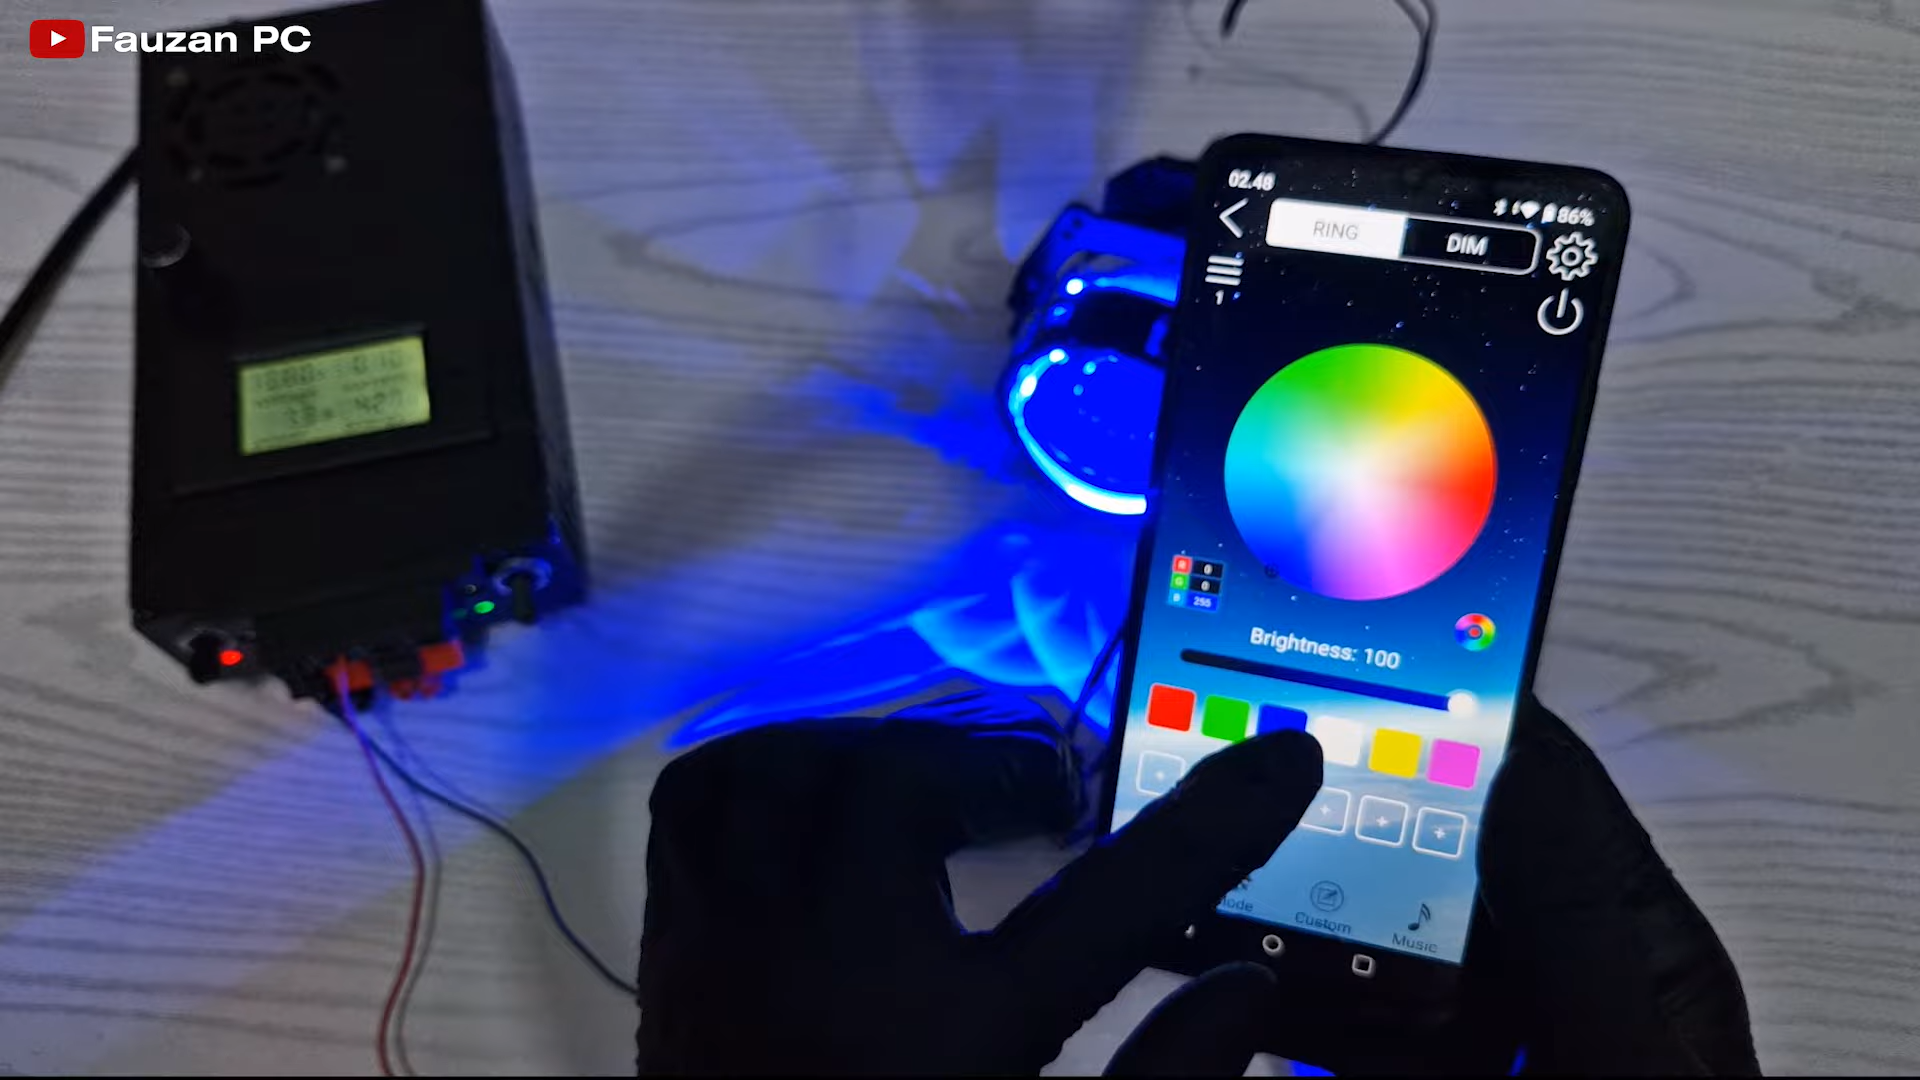 Fauzan PC
02.48
86%
RING
DIM
1
R 0
G 0
B 255
Brightness: 100
Custom
Music